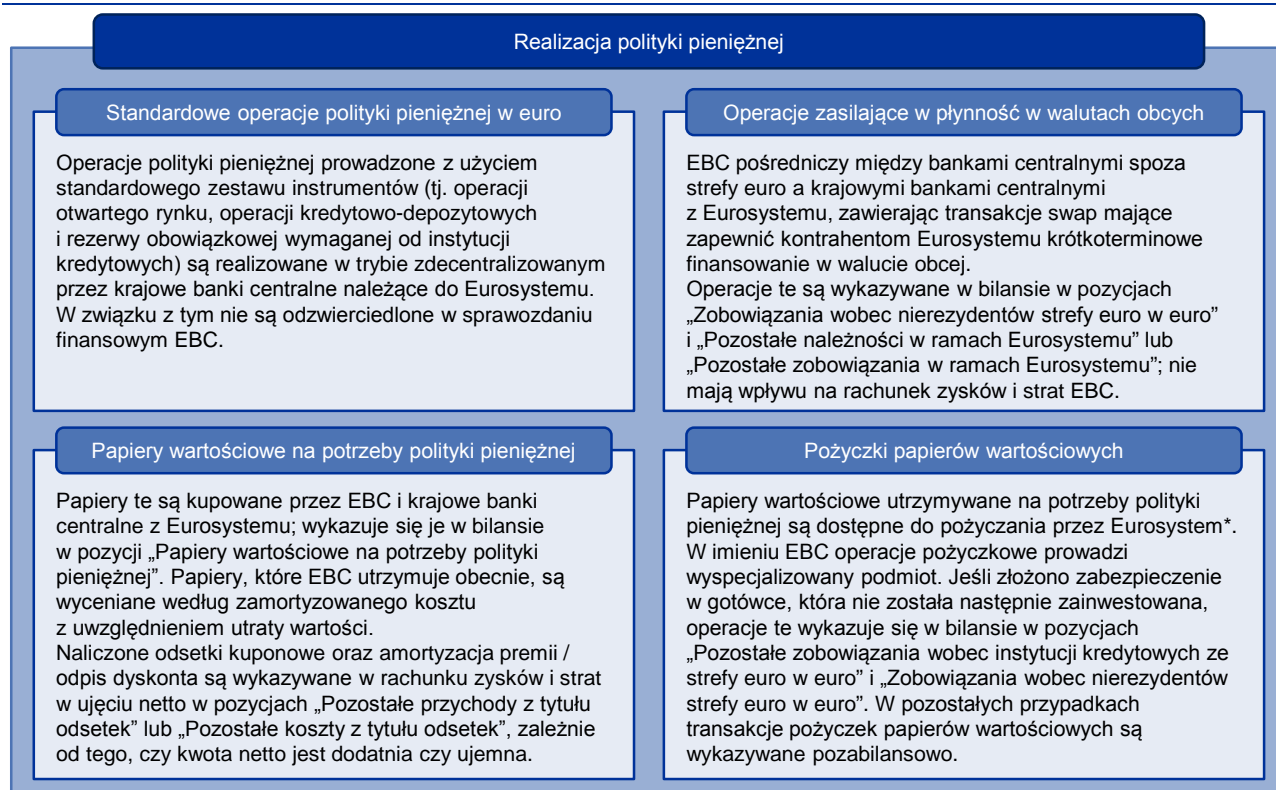 Realizacja polityki pieniężnej
Standardowe operacje polityki pieniężnej w euro
Operacje polityki pieniężnej prowadzone z użyciem
standardowego zestawu instrumentów (tj. operacji
otwartego rynku, operacji kredytowo-depozytowych
i rezerwy obowiązkowej wymaganej od instytucji
kredytowych) są realizowane w trybie zdecentralizowanym
przez krajowe banki centralne należące do Eurosystemu.
W związku z tym nie są odzwierciedlone w sprawozdaniu
finansowym EBC.
Operacje zasilające w płynność w walutach obcych
EBC pośredniczy między bankami centralnymi spoza
strefy euro a krajowymi bankami centralnymi
z Eurosystemu, zawierając transakcje swap mające
zapewnić kontrahentom Eurosystemu krótkoterminowe
finansowanie w walucie obcej.
Operacje te są wykazywane w bilansie w pozycjach
„Zobowiązania wobec nierezydentów strefy euro w euro”
i „Pozostałe należności w ramach Eurosystemu” lub
„Pozostałe zobowiązania w ramach Eurosystemu”; nie
mają wpływu na rachunek zysków i strat EBC.
Papiery wartościowe na potrzeby polityki pieniężnej
Papiery te są kupowane przez EBC i krajowe banki
centralne z Eurosystemu; wykazuje się je w bilansie
w pozycji „Papiery wartościowe na potrzeby polityki
pieniężnej”. Papiery, które EBC utrzymuje obecnie, są
wyceniane według zamortyzowanego kosztu
z uwzględnieniem utraty wartości.
Naliczone odsetki kuponowe oraz amortyzacja premii /
odpis dyskonta są wykazywane w rachunku zysków i strat
w ujęciu netto w pozycjach „Pozostałe przychody z tytułu
odsetek” lub „Pozostałe koszty z tytułu odsetek”, zależnie
od tego, czy kwota netto jest dodatnia czy ujemna.
Pożyczki papierów wartościowych
Papiery wartościowe utrzymywane na potrzeby polityki
pieniężnej są dostępne do pożyczania przez Eurosystem*.
W imieniu EBC operacje pożyczkowe prowadzi
wyspecjalizowany podmiot. Jeśli złożono zabezpieczenie
w gotówce, która nie została następnie zainwestowana,
operacje te wykazuje się w bilansie w pozycjach
„Pozostałe zobowiązania wobec instytucji kredytowych ze
strefy euro w euro” i „Zobowiązania wobec nierezydentów
strefy euro w euro”. W pozostałych przypadkach
transakcje pożyczek papierów wartościowych są
wykazywane pozabilansowo.